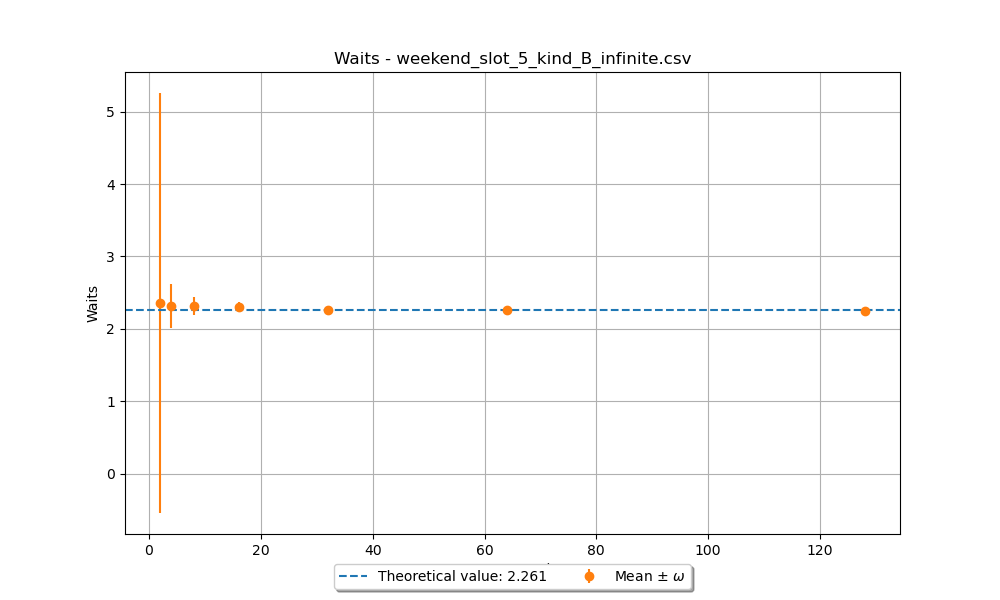 Waits - weekend_slot_5_kind_B_infinite.csv
5
4
3
2
1
0
Waits
0 20 40 60 80 100 120
Theoretical value: 2.261 Mean ± ω